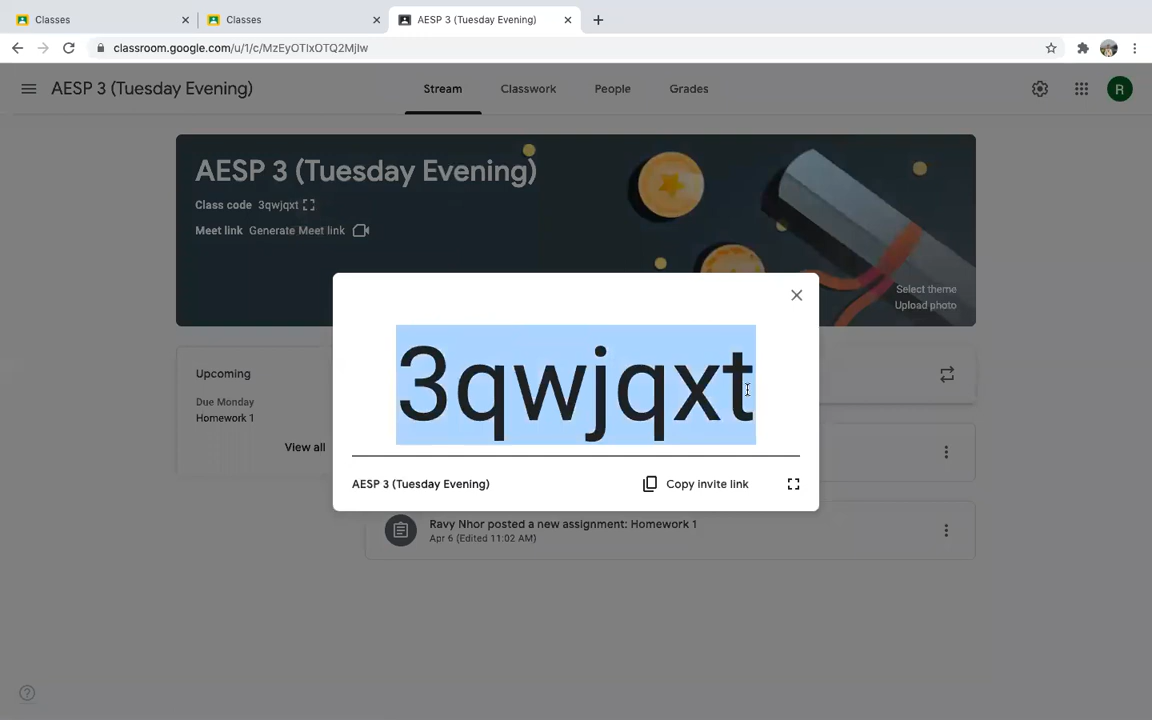 Classes
Classes
AESP 3 (Tuesday Evening)
classroom.google.com/u/1/c/MzEyOTIxOTQ2MjIw
AESP 3 (Tuesday Evening)
Stream
Classwork
People
Grades
R
AESP 3 (Tuesday Evening)
Class code 3qwjqxt
Meet link Generate Meet link
Select theme
Upload photo
3qwjqxt
AESP 3 (Tuesday Evening)
Copy invite link
Upcoming
Due Monday
Homework 1
View all
Ravy Nhor posted a new assignment: Homework 1
Apr 6 (Edited 11:02 AM)